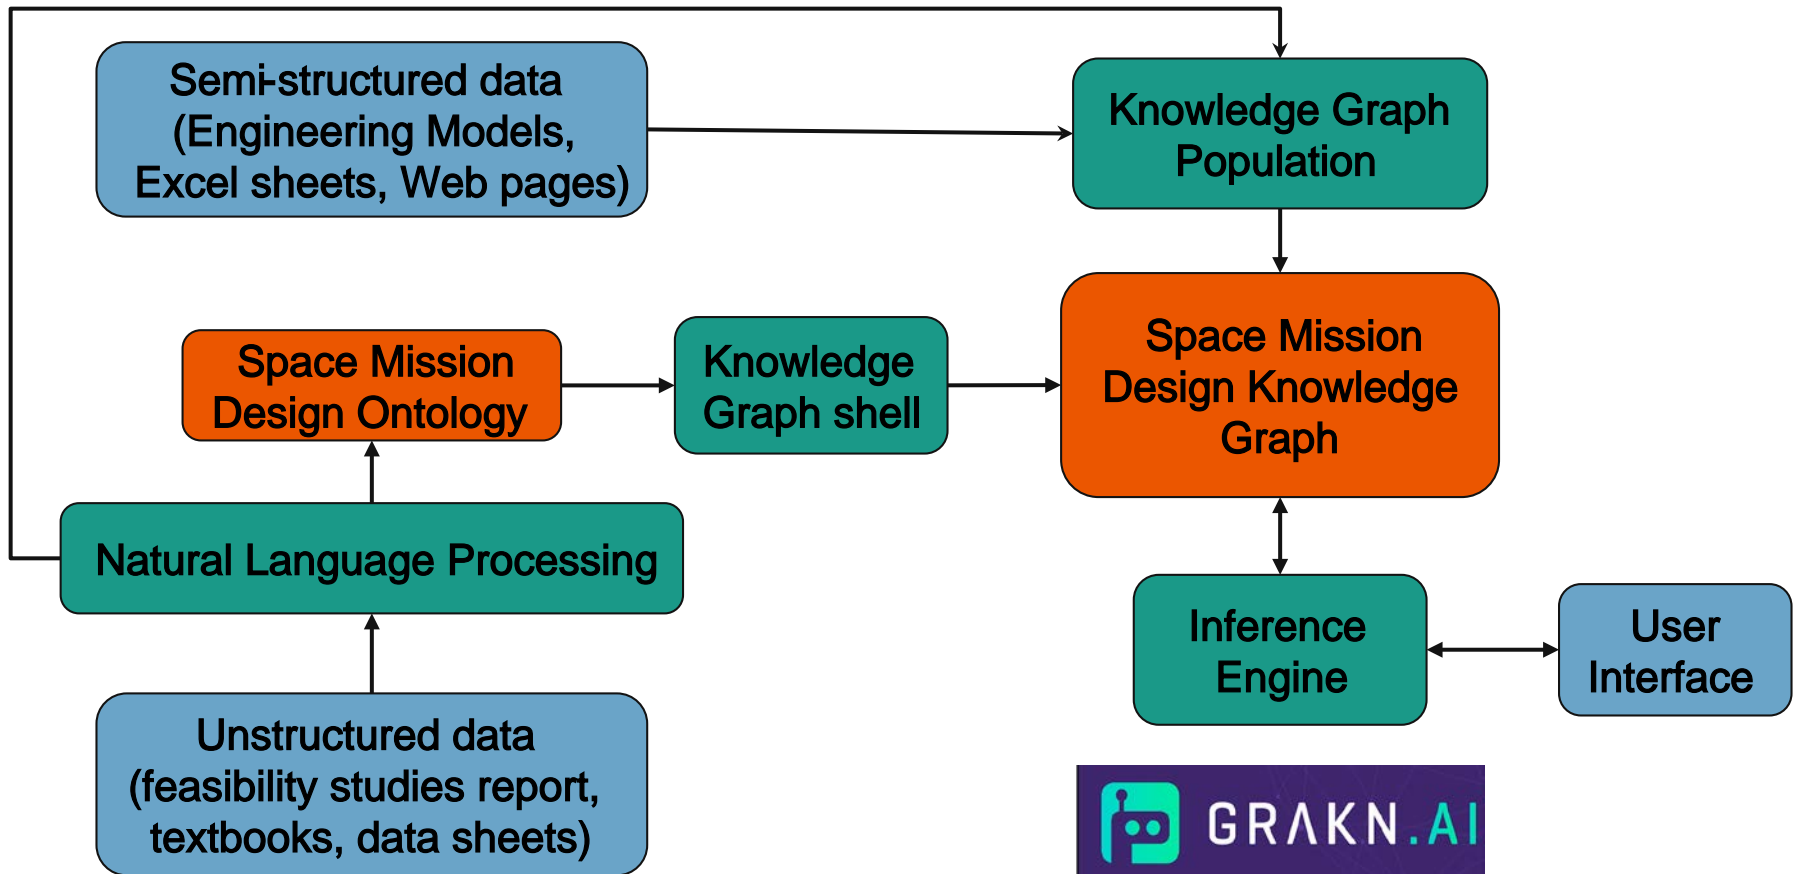 Semi-structured data
(Engineering Models,
Excel sheets, Web pages)
Knowledge Graph
Population
Space Mission
Design Ontology
Knowledge
Graph shell
Space Mission
Design Knowledge
Graph
Natural Language Processing
Inference
Engine
User
Interface
Unstructured data
(feasibility studies report,
textbooks, data sheets)
GRAKN.AI